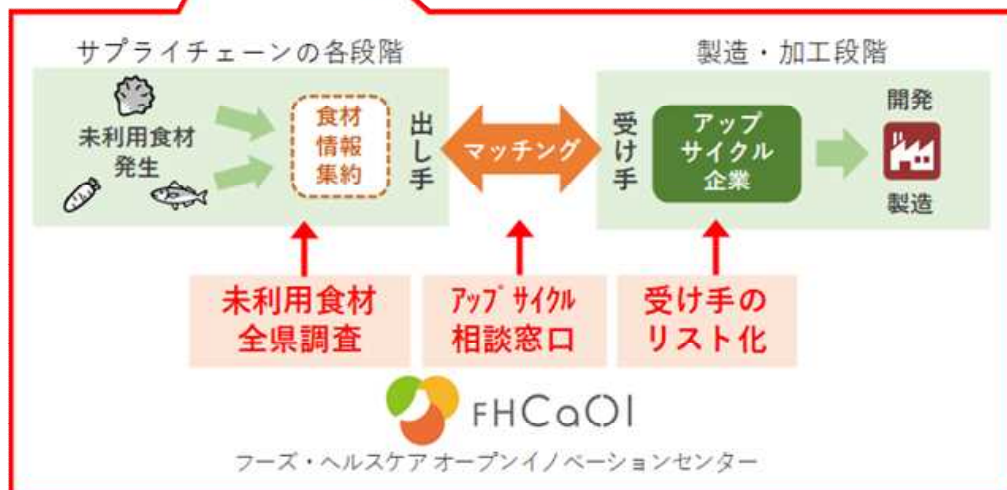 サプライチェーンの各段階
製造・加工段階
未利用食材
発生
食材
情報
集約
出し手
マッチング
受け手
アップ
サイクル
企業
開発
製造
未利用食材
全県調査
ｱｯﾌﾟｻｲｸﾙ
相談窓口
受け手の
リスト化
FHCaOI
フーズ・ヘルスケア オープンイノベーションセンター